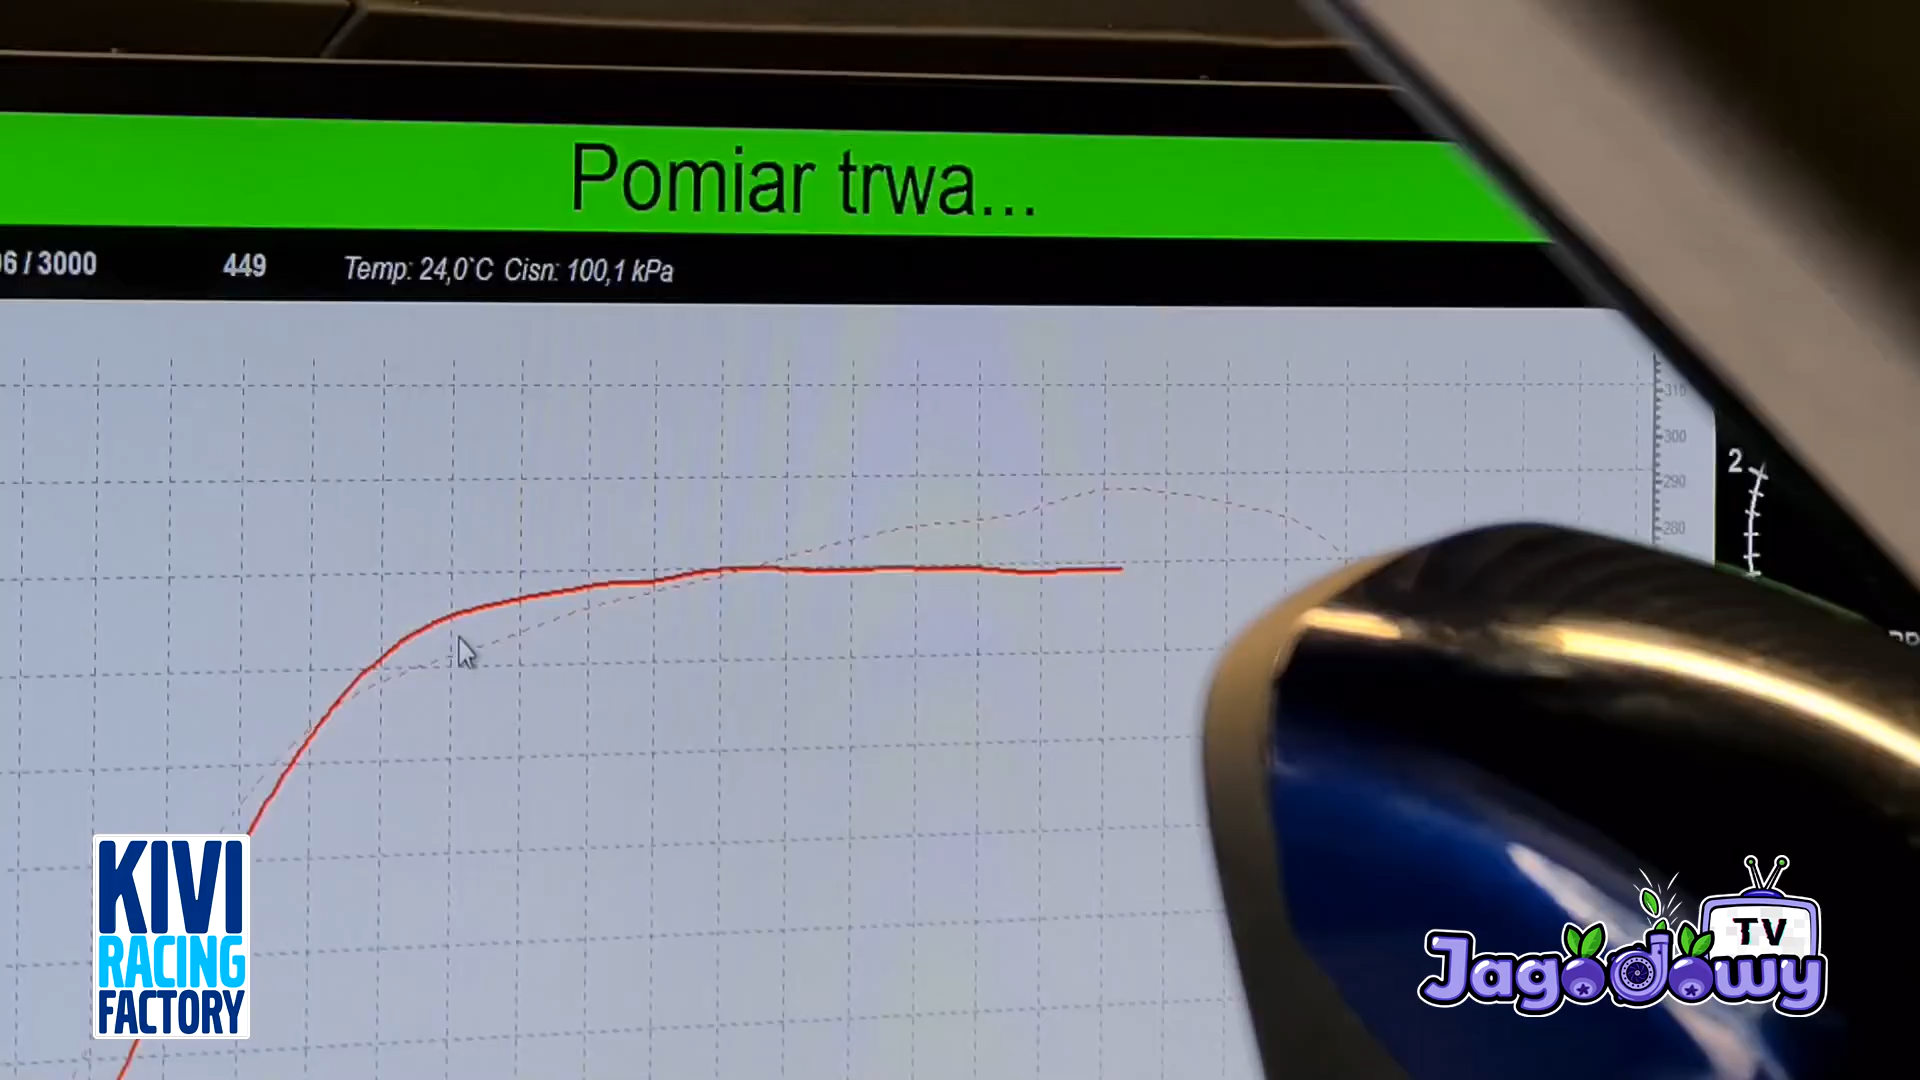 Pomiar trwa...
06 / 3000 449 Temp: 24,0`C Cisn: 100,1 kPa
310
300
290
280
2
KIVI
RACING
FACTORY
TV
Jagodowy